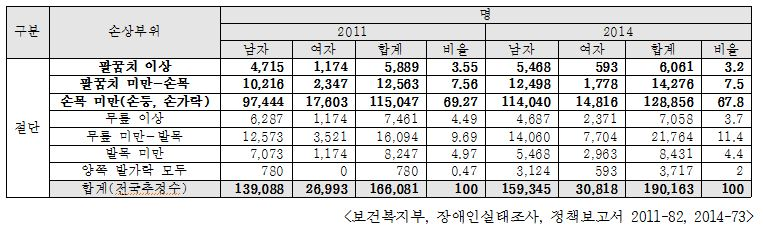 구분 손상부위 명
2011 2014
남자 여자 합계 비율 남자 여자 합계 비율
절단
팔꿈치 이상 4,715 1,174 5,889 3.55 5,468 593 6,061 3.2
팔꿈치 미만-손목 10,216 2,347 12,563 7.56 12,498 1,778 14,276 7.5
손목 미만(손등, 손가락) 97,444 17,603 115,047 69.27 114,040 14,816 128,856 67.8
무릎 이상 6,287 1,174 7,461 4.49 4,687 2,371 7,058 3.7
무릎 미만-발목 12,573 3,521 16,094 9.69 14,060 7,704 21,764 11.4
발목 미만 7,073 1,174 8,247 4.97 5,468 2,963 8,431 4.4
양쪽 발가락 모두 780 0 780 0.47 3,124 593 3,717 2
합계(전국추정수) 139,088 26,993 166,081 100 159,345 30,818 190,163 100
<보건복지부, 장애인실태조사, 정책보고서 2011-82, 2014-73>